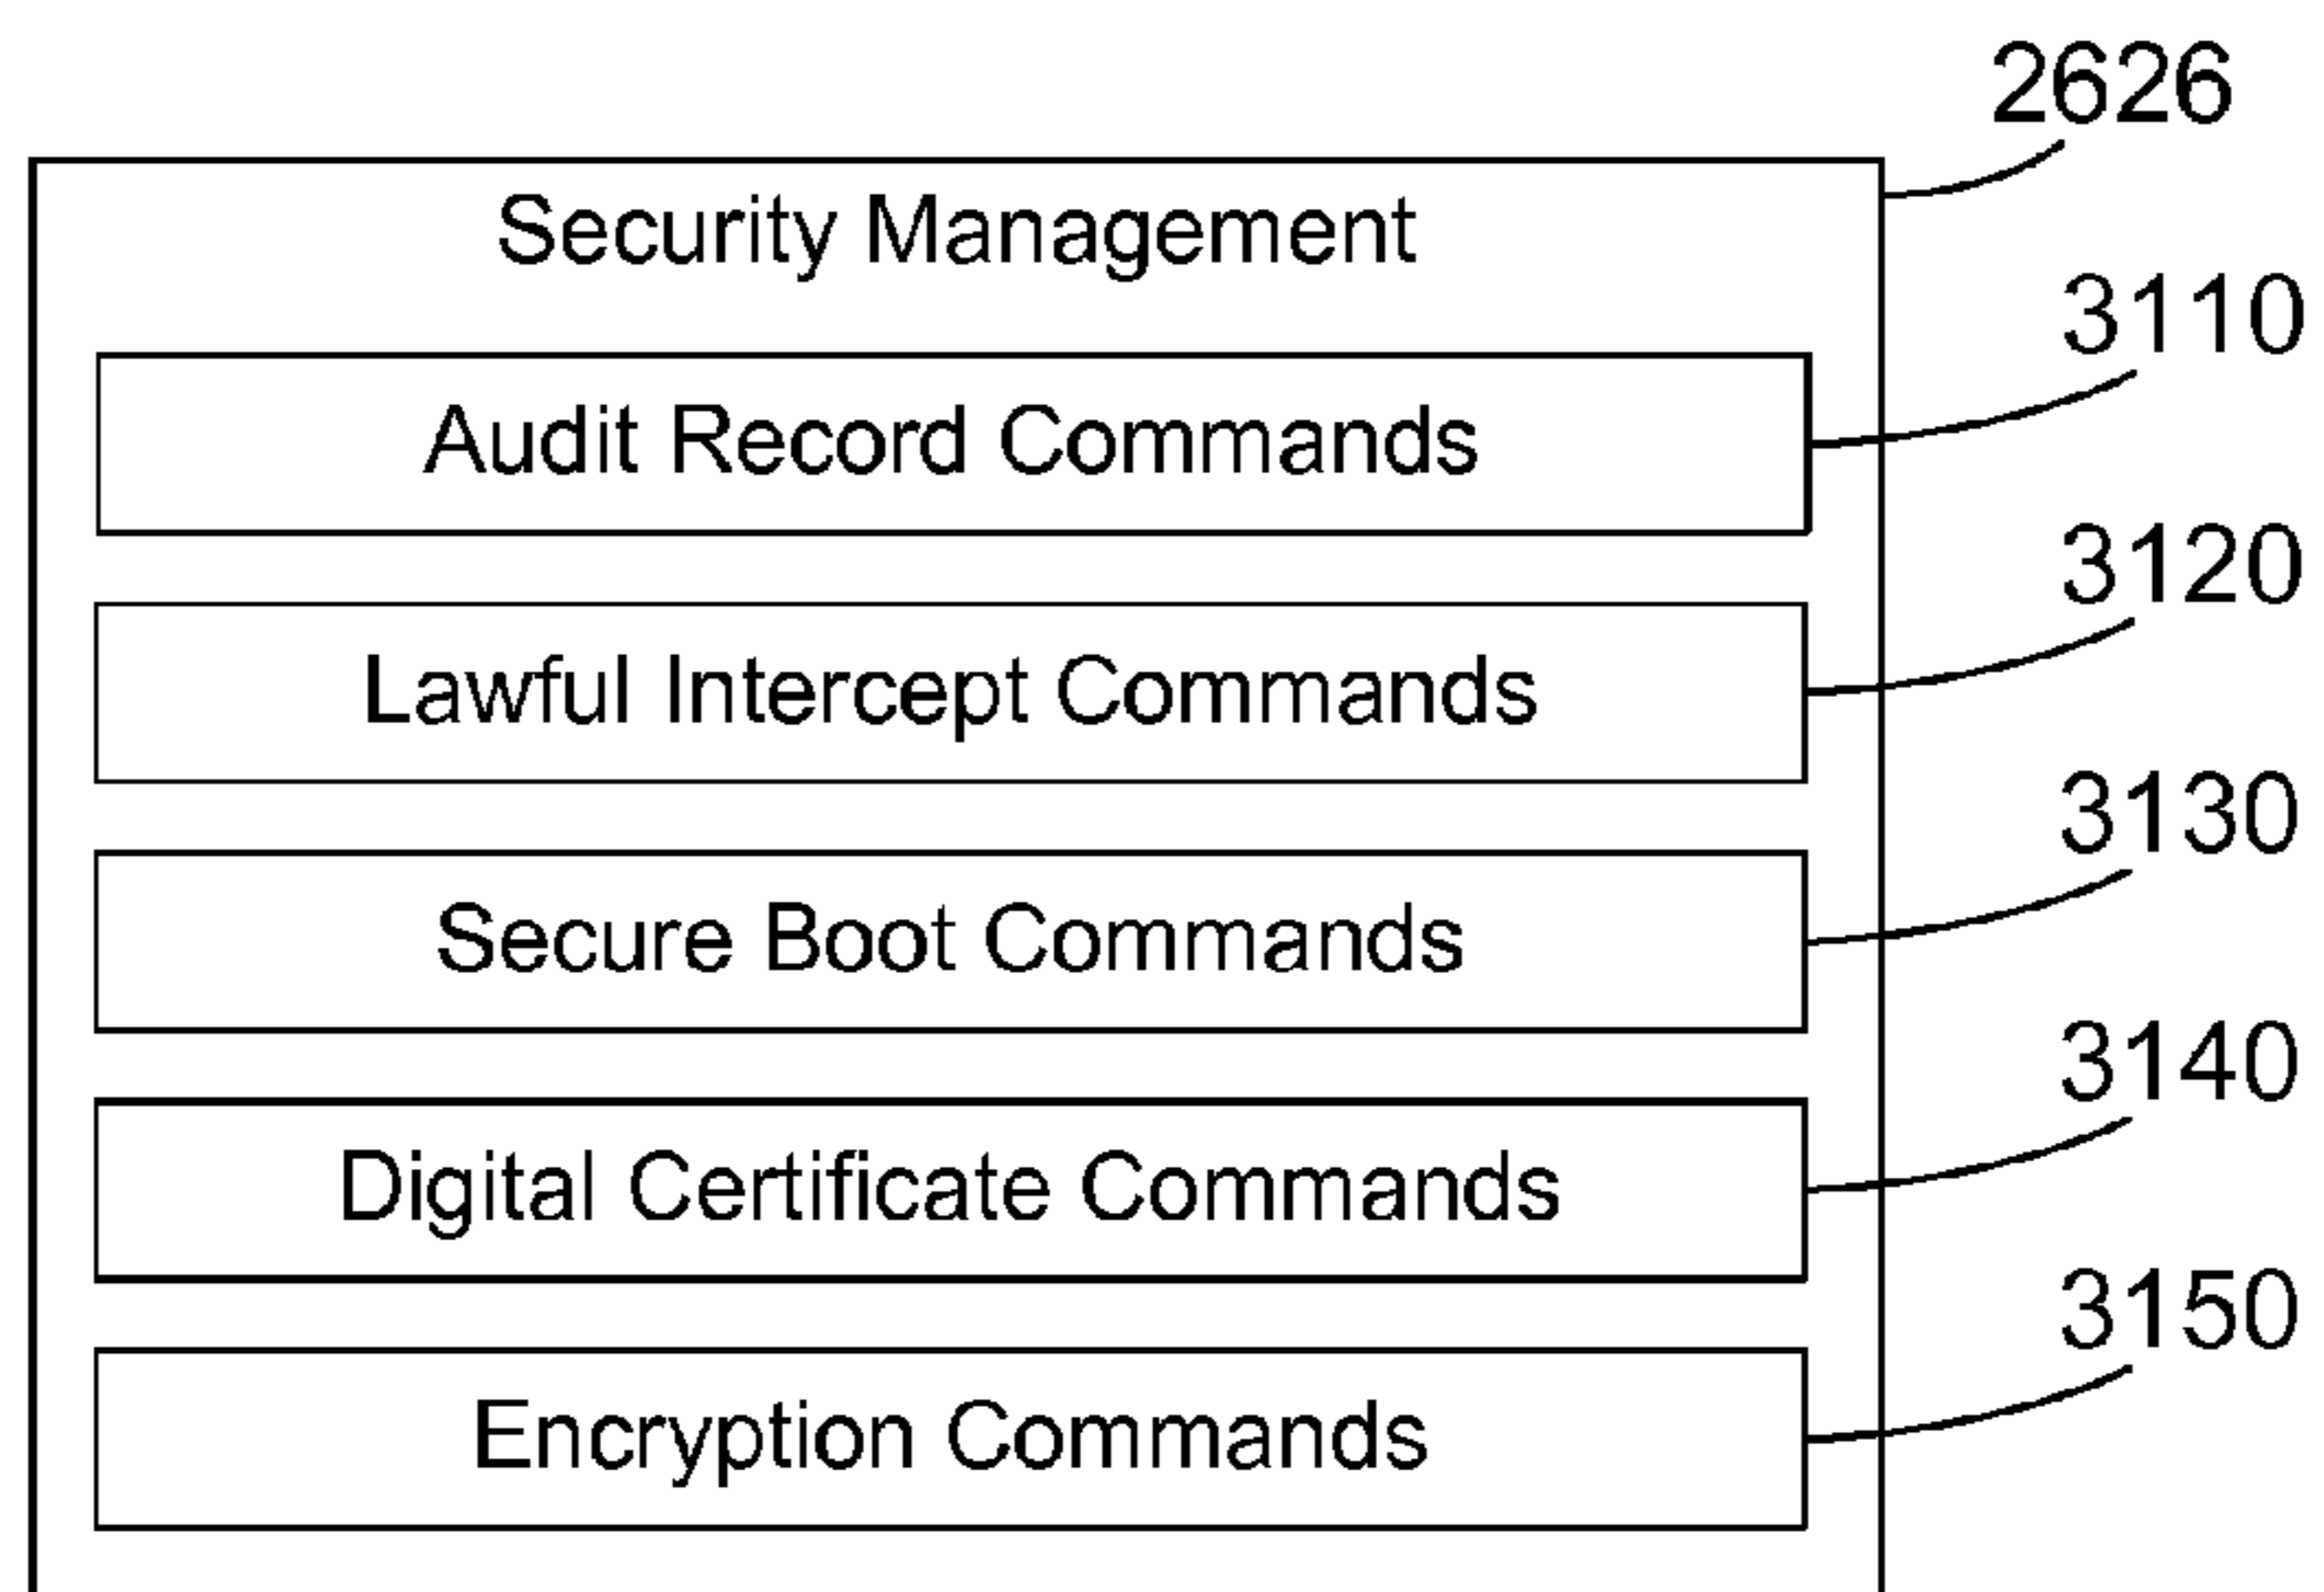 2626
Security Management
3110
Audit Record Commands
3120
Lawful Intercept Commands
3130
Secure Boot Commands
3140
Digital Certificate Commands
3150
Encryption Commands